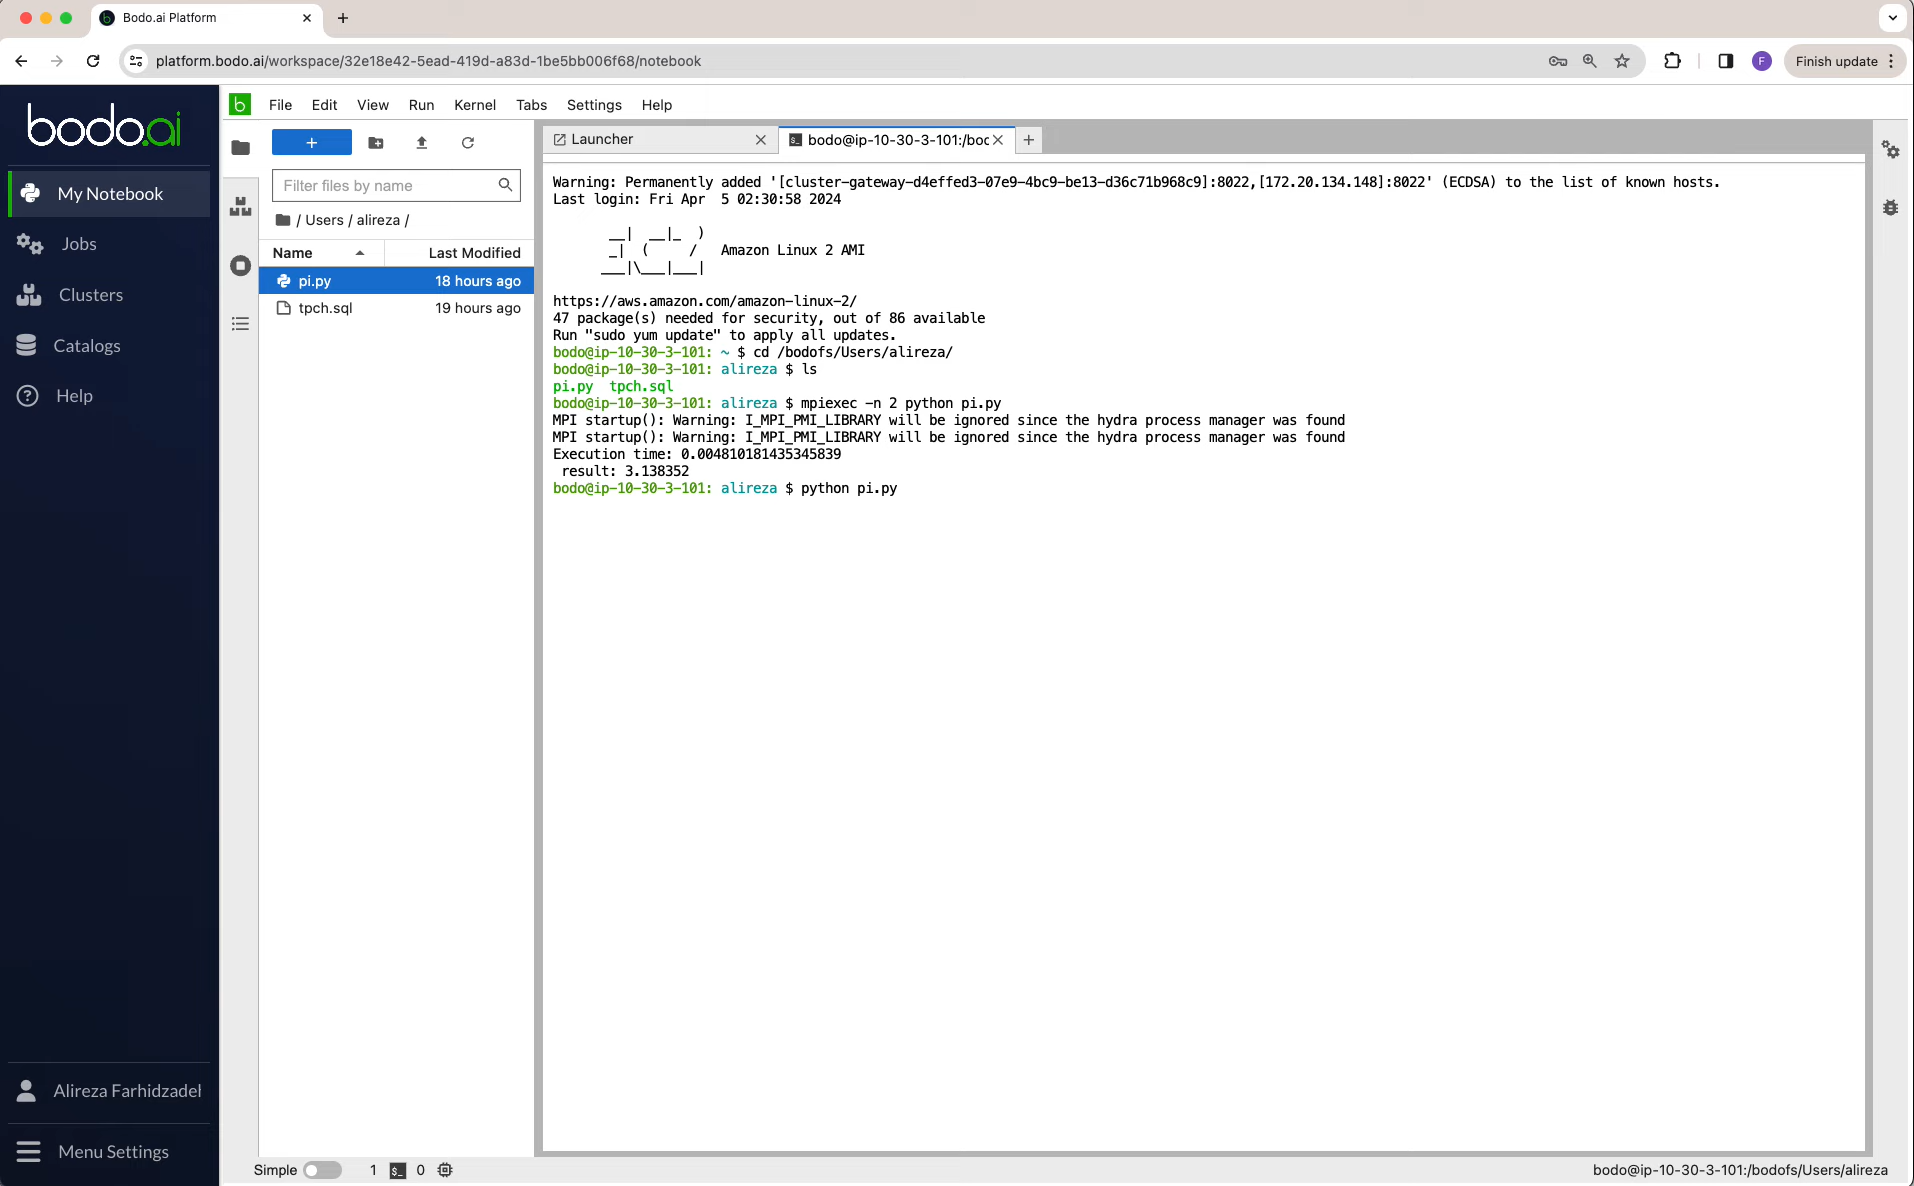 Bodo.ai Platform
platform.bodo.ai/workspace/32e18e42-5ead-419d-a83d-1be5bb006f68/notebook
F
Finish update
bodo.ai
My Notebook
Jobs
Clusters
Catalogs
Help
Alireza Farhidzadeh
Menu Settings
b File Edit View Run Kernel Tabs Settings Help
+
Filter files by name
/ Users / alireza /
Name Last Modified
pi.py 18 hours ago
tpch.sql 19 hours ago
Launcher
bodo@ip-10-30-3-101:/boc
Warning: Permanently added '[cluster-gateway-d4effed3-07e9-4bc9-be13-d36c71b968c9]:8022,[172.20.134.148]:8022' (ECDSA) to the list of known hosts.
Last login: Fri Apr  5 02:30:58 2024
       __|  __|_  )
       _|  (     /   Amazon Linux 2 AMI
      ___|\___|___|
https://aws.amazon.com/amazon-linux-2/
47 package(s) needed for security, out of 86 available
Run "sudo yum update" to apply all updates.
bodo@ip-10-30-3-101: ~ $ cd /bodofs/Users/alireza/
bodo@ip-10-30-3-101: alireza $ ls
pi.py  tpch.sql
bodo@ip-10-30-3-101: alireza $ mpiexec -n 2 python pi.py
MPI startup(): Warning: I_MPI_PMI_LIBRARY will be ignored since the hydra process manager was found
MPI startup(): Warning: I_MPI_PMI_LIBRARY will be ignored since the hydra process manager was found
Execution time: 0.004810181435345839
 result: 3.138352
bodo@ip-10-30-3-101: alireza $ python pi.py
Simple 1 $_ 0
bodo@ip-10-30-3-101:/bodofs/Users/alireza